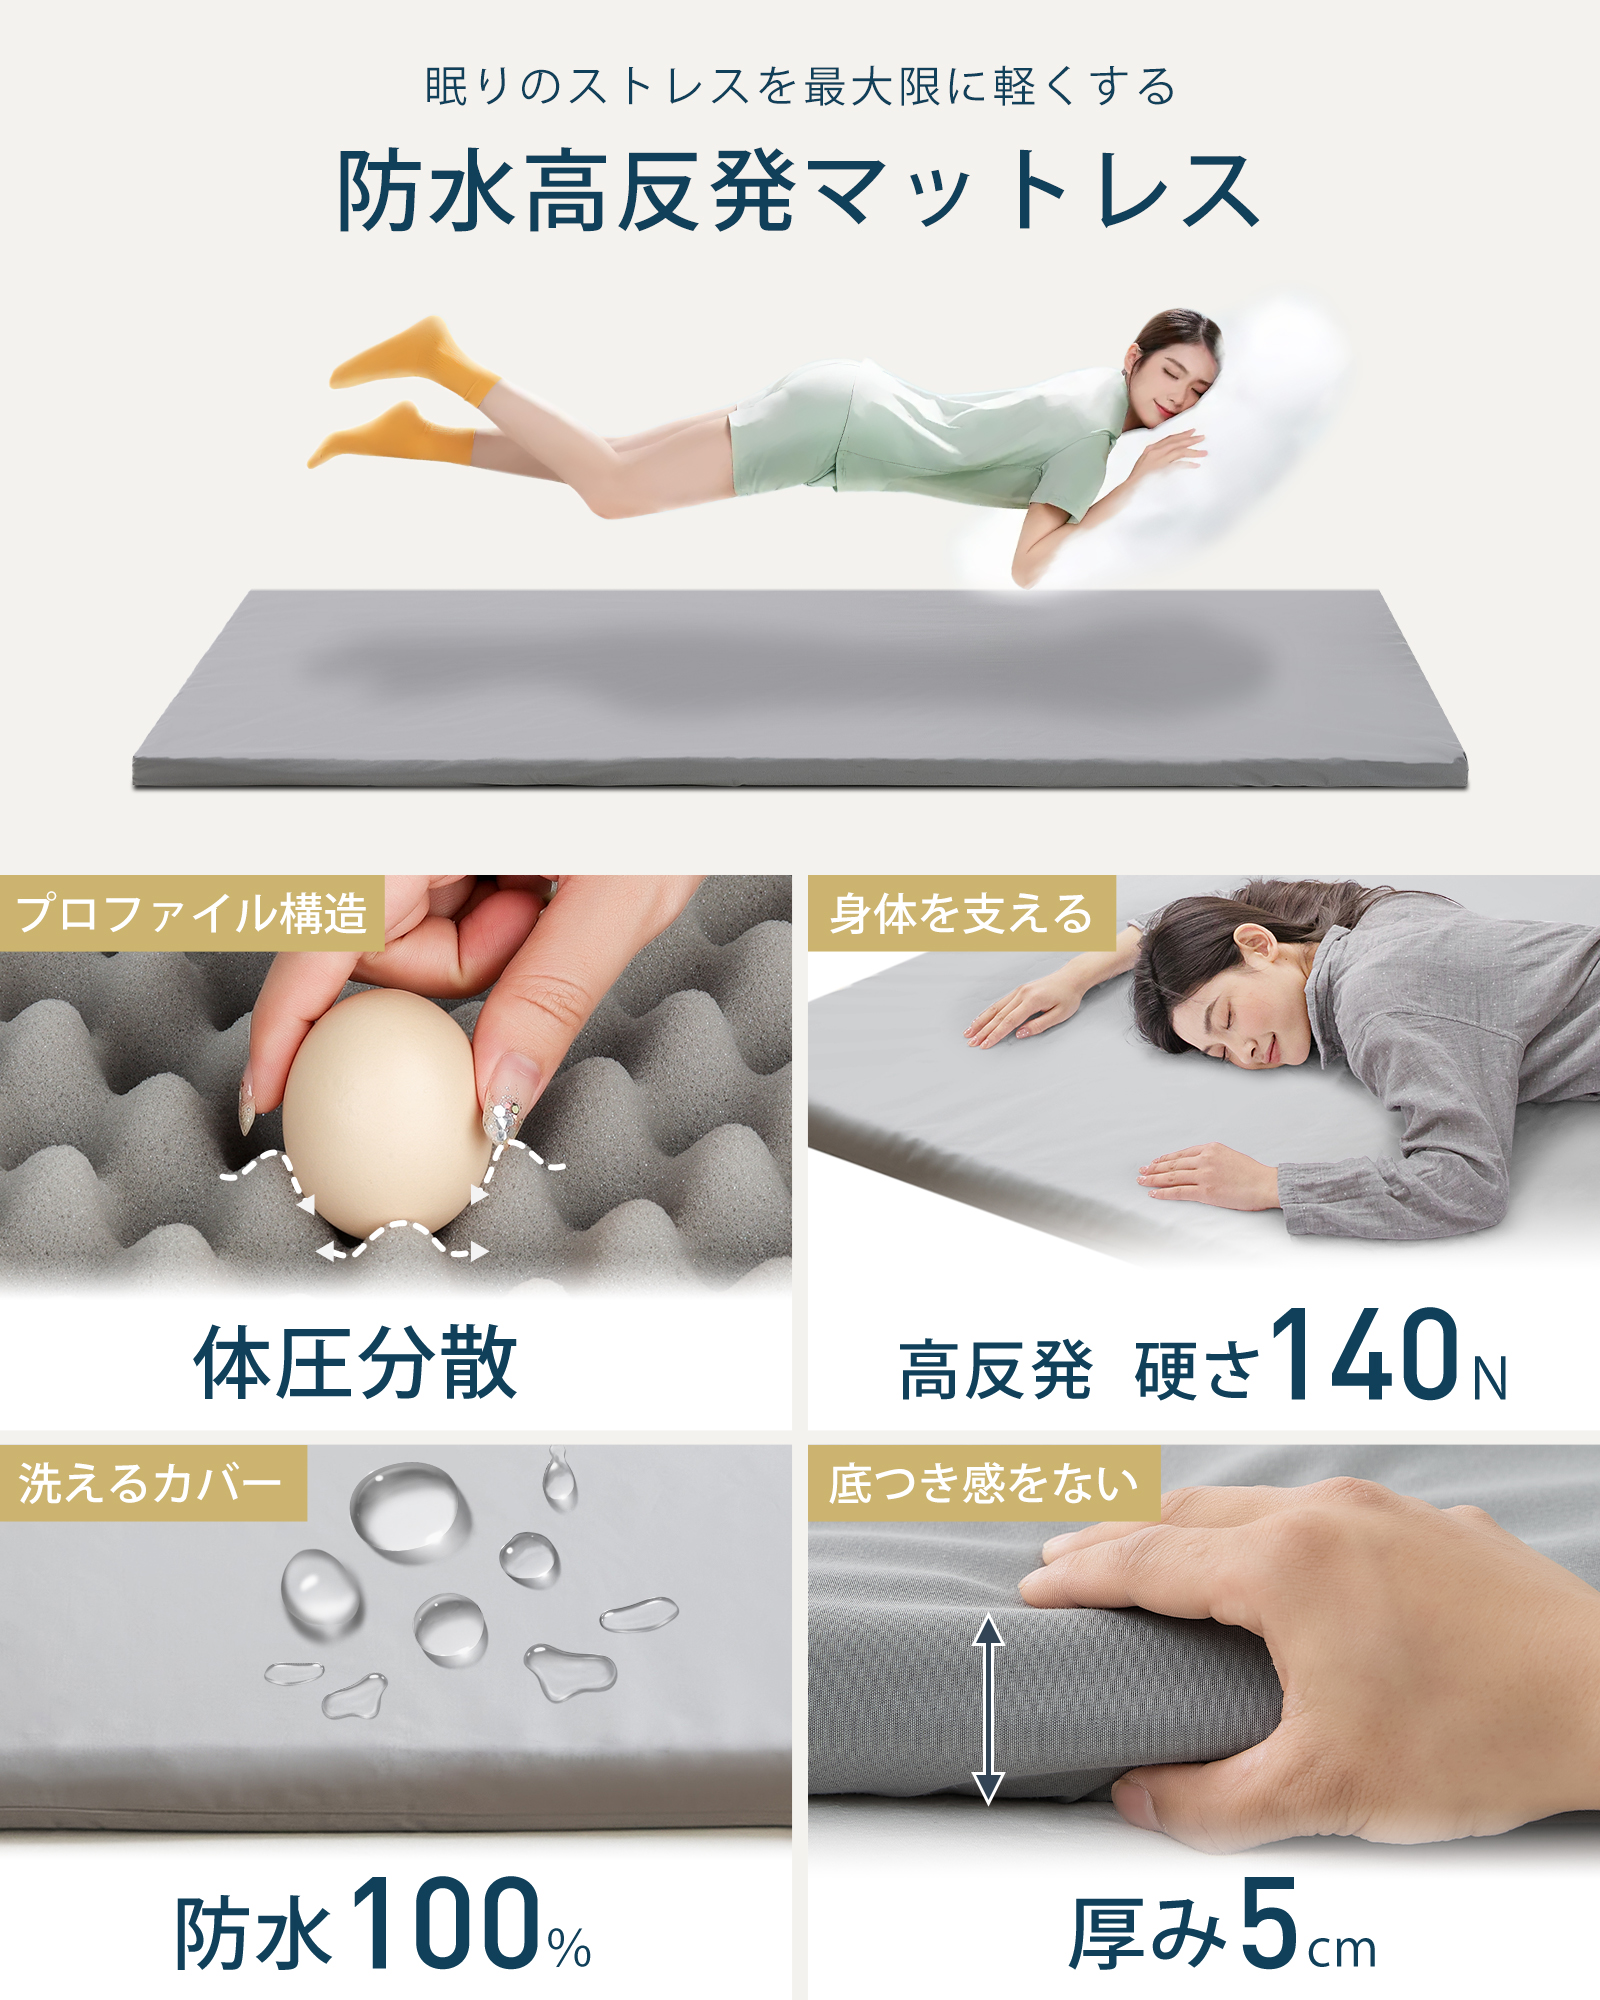 眠りのストレスを最大限に軽くする
防水高反発マットレス
プロファイル構造
体圧分散
身体を支える
高反発 硬さ140N
洗えるカバー
防水100%
底つき感をない
厚み5cm